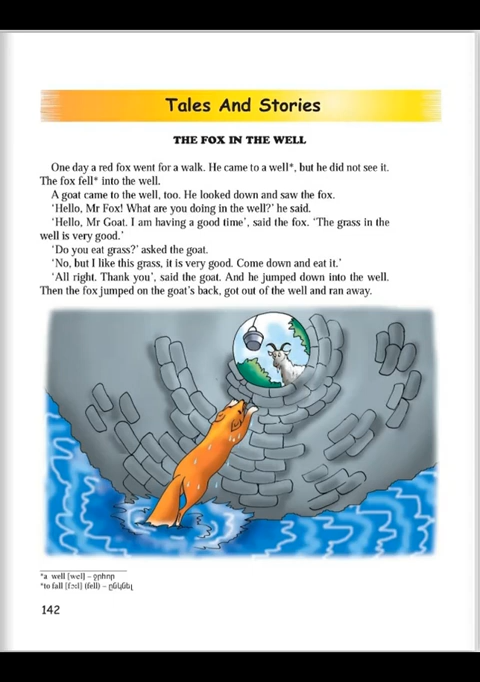 Tales And Stories
THE FOX IN THE WELL
One day a red fox went for a walk. He came to a well*, but he did not see it.
The fox fell* into the well.
A goat came to the well, too. He looked down and saw the fox.
‘Hello, Mr Fox! What are you doing in the well?’ he said.
‘Hello, Mr Goat. I am having a good time’, said the fox. ‘The grass in the
well is very good.’
‘Do you eat grass?’ asked the goat.
‘No, but I like this grass, it is very good. Come down and eat it.’
‘All right. Thank you’, said the goat. And he jumped down into the well.
Then the fox jumped on the goat’s back, got out of the well and ran away.
*a well [wel] – ջրհոր
*to fall [fɔ:l] (fell) – ընկնել
142